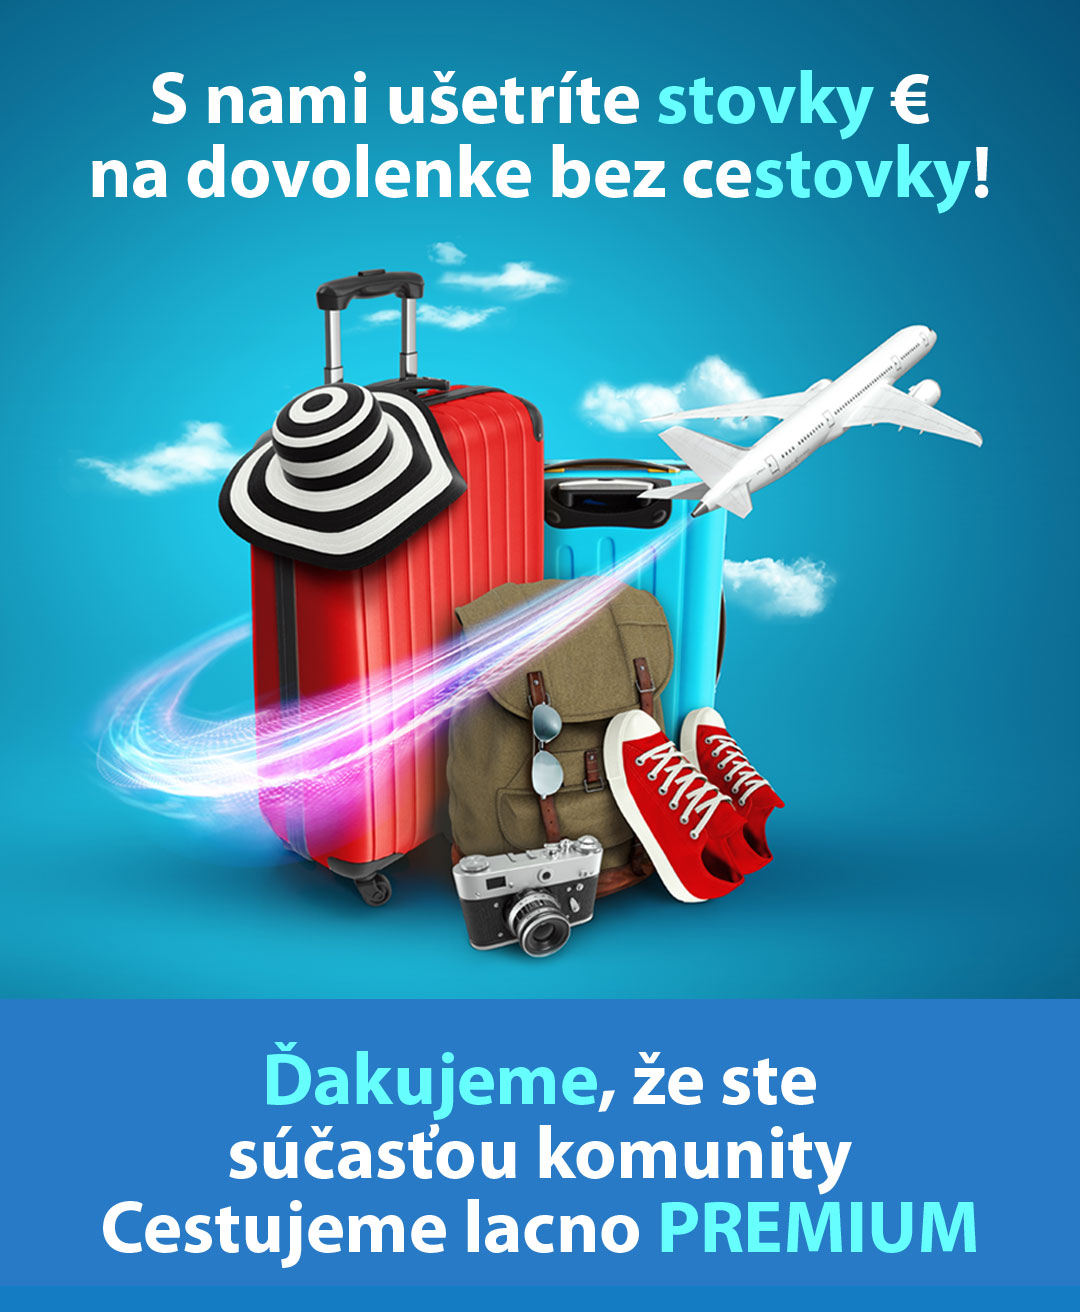 S nami ušetríte stovky €
na dovolenke bez cestovky!
Ďakujeme, že ste
súčasťou komunity
Cestujeme lacno PREMIUM